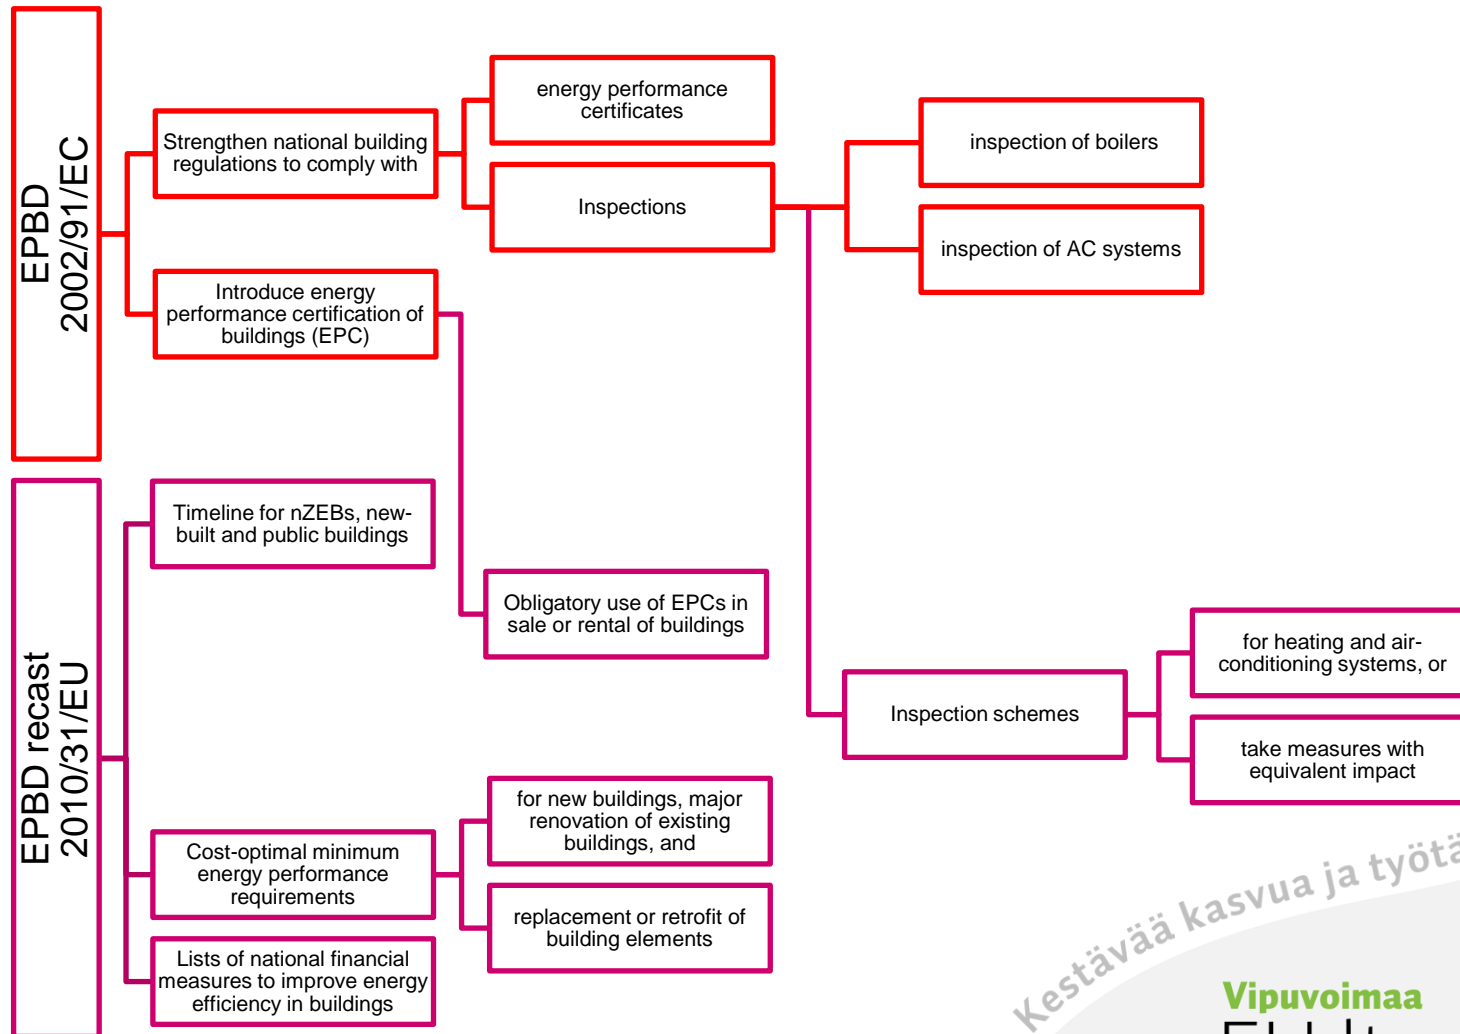 EPBD
2002/91/EC
Strengthen national building
regulations to comply with
energy performance
certificates
Inspections
inspection of boilers
inspection of AC systems
Introduce energy
performance certification of
buildings (EPC)
EPBD recast
2010/31/EU
Timeline for nZEBs, new-
built and public buildings
Obligatory use of EPCs in
sale or rental of buildings
Inspection schemes
for heating and air-
conditioning systems, or
take measures with
equivalent impact
Cost-optimal minimum
energy performance
requirements
for new buildings, major
renovation of existing
buildings, and
replacement or retrofit of
building elements
Lists of national financial
measures to improve energy
efficiency in buildings
Kestävää kasvua ja työtä
Vipuvoimaa